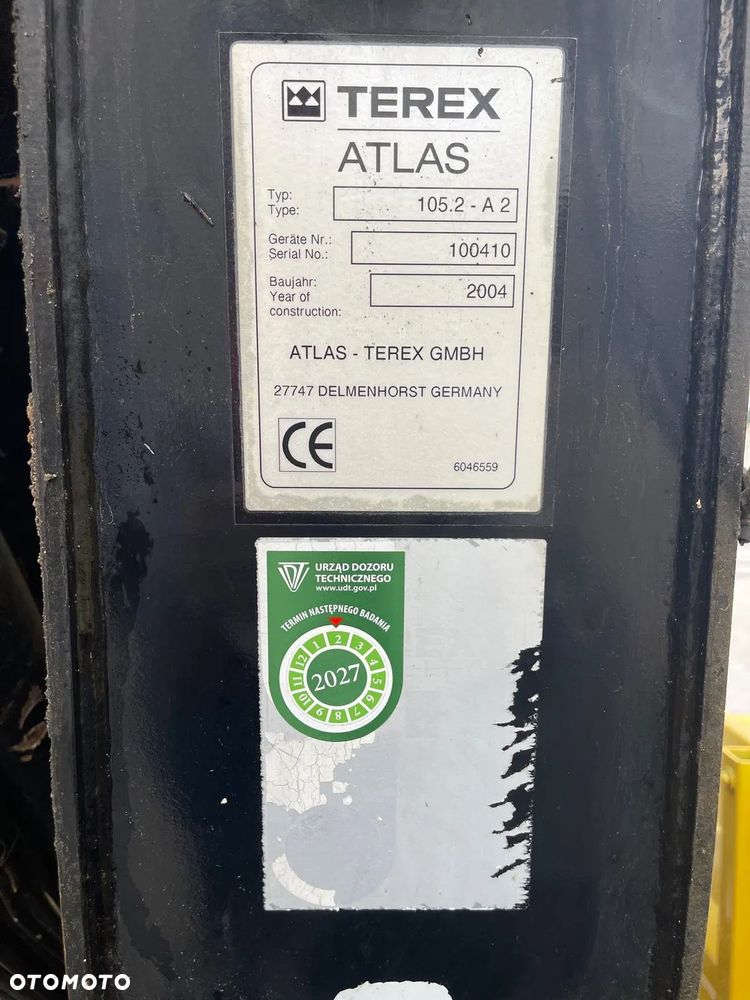 TEREX
ATLAS
Typ:
Type:
105.2 - A 2
Geräte Nr.:
Serial No.:
100410
Baujahr:
Year of
construction:
2004
ATLAS - TEREX GMBH
27747 DELMENHORST GERMANY
CE
6046559
URZĄD DOZORU
TECHNICZNEGO
www.udt.gov.pl
TERMIN NASTĘPNEGO BADANIA
1 2 3 4 5 6 7 8 9 10 11 12
2027
OTOMOTO